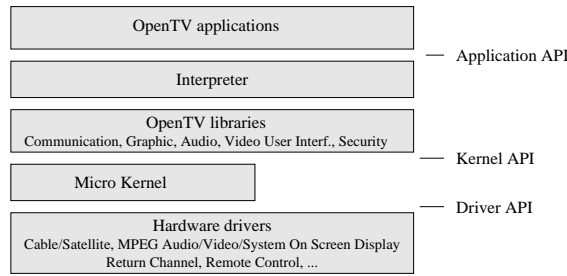 OpenTV applications
Application API
Interpreter
OpenTV libraries
Communication, Graphic, Audio, Video User Interf., Security
Kernel API
Micro Kernel
Driver API
Hardware drivers
Cable/Satellite, MPEG Audio/Video/System On Screen Display
Return Channel, Remote Control, ...